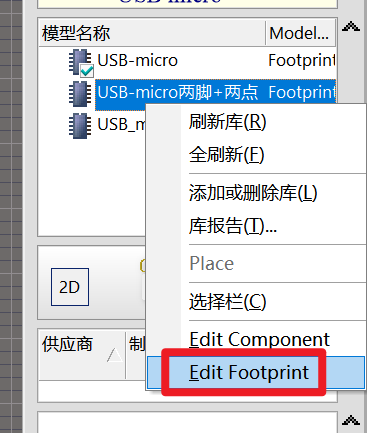 USB micro
模型名称 Model...
USB-micro Footprint
USB-micro两脚+两点 Footprint
USB_m
刷新库(R)
全刷新(F)
添加或删除库(L)
库报告(T)...
Place
选择栏(C)
Edit Component
Edit Footprint
2D
供应商 制